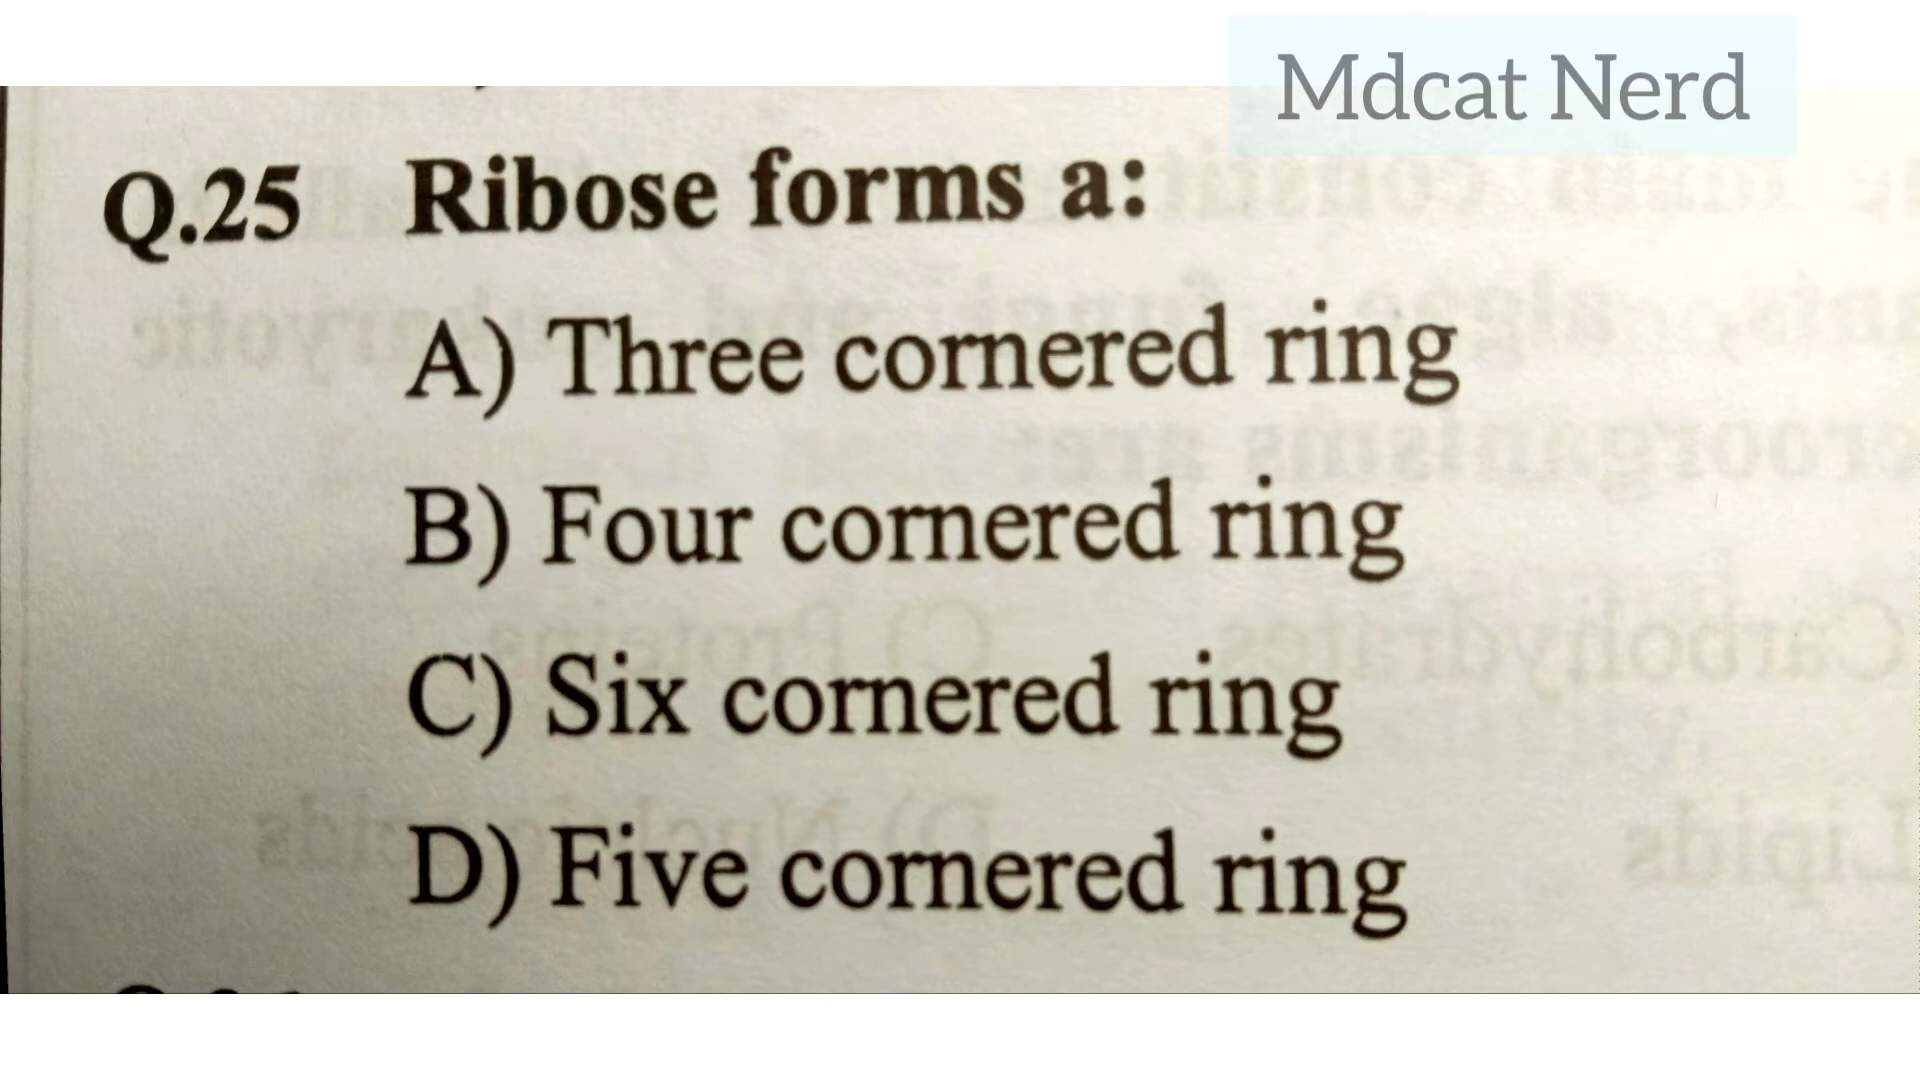 Mdcat Nerd
Q.25 Ribose forms a:
A) Three cornered ring
B) Four cornered ring
C) Six cornered ring
D) Five cornered ring